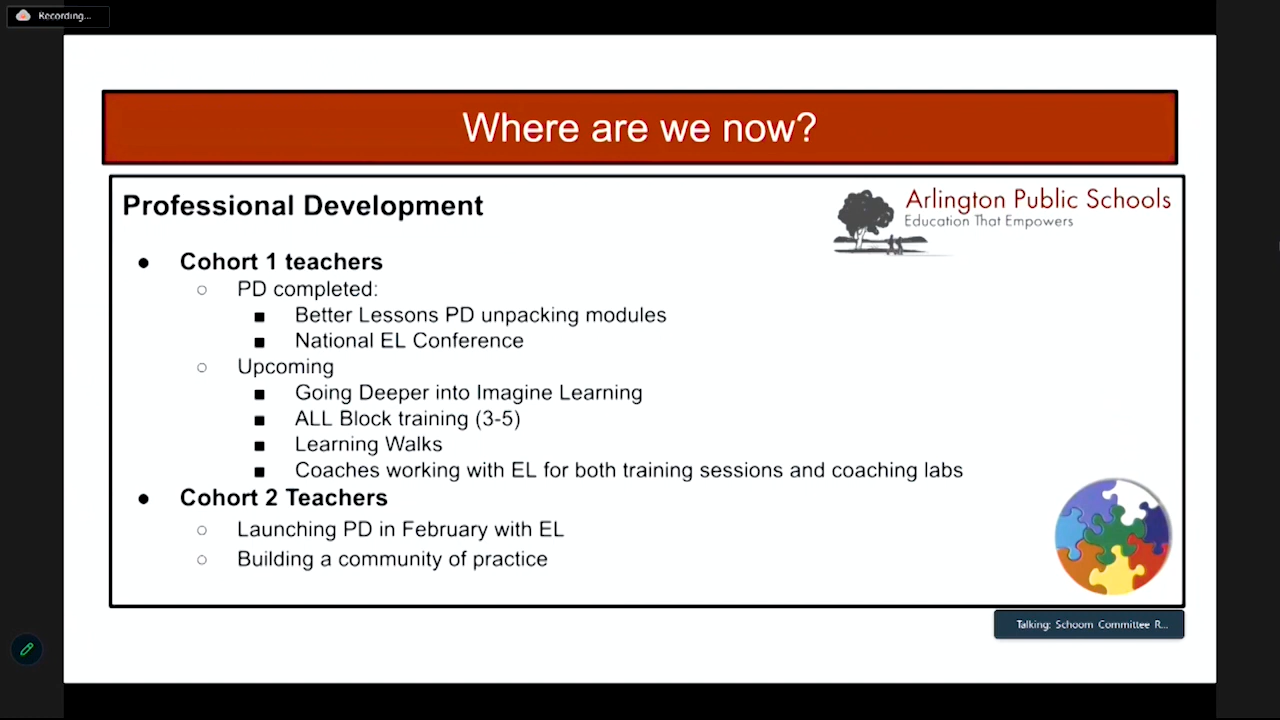 Recording...
Where are we now?
Professional Development
Arlington Public Schools
Education That Empowers
● Cohort 1 teachers
○ PD completed:
■ Better Lessons PD unpacking modules
■ National EL Conference
○ Upcoming
■ Going Deeper into Imagine Learning
■ ALL Block training (3-5)
■ Learning Walks
■ Coaches working with EL for both training sessions and coaching labs
● Cohort 2 Teachers
○ Launching PD in February with EL
○ Building a community of practice
Talking: Schoom Committee R...